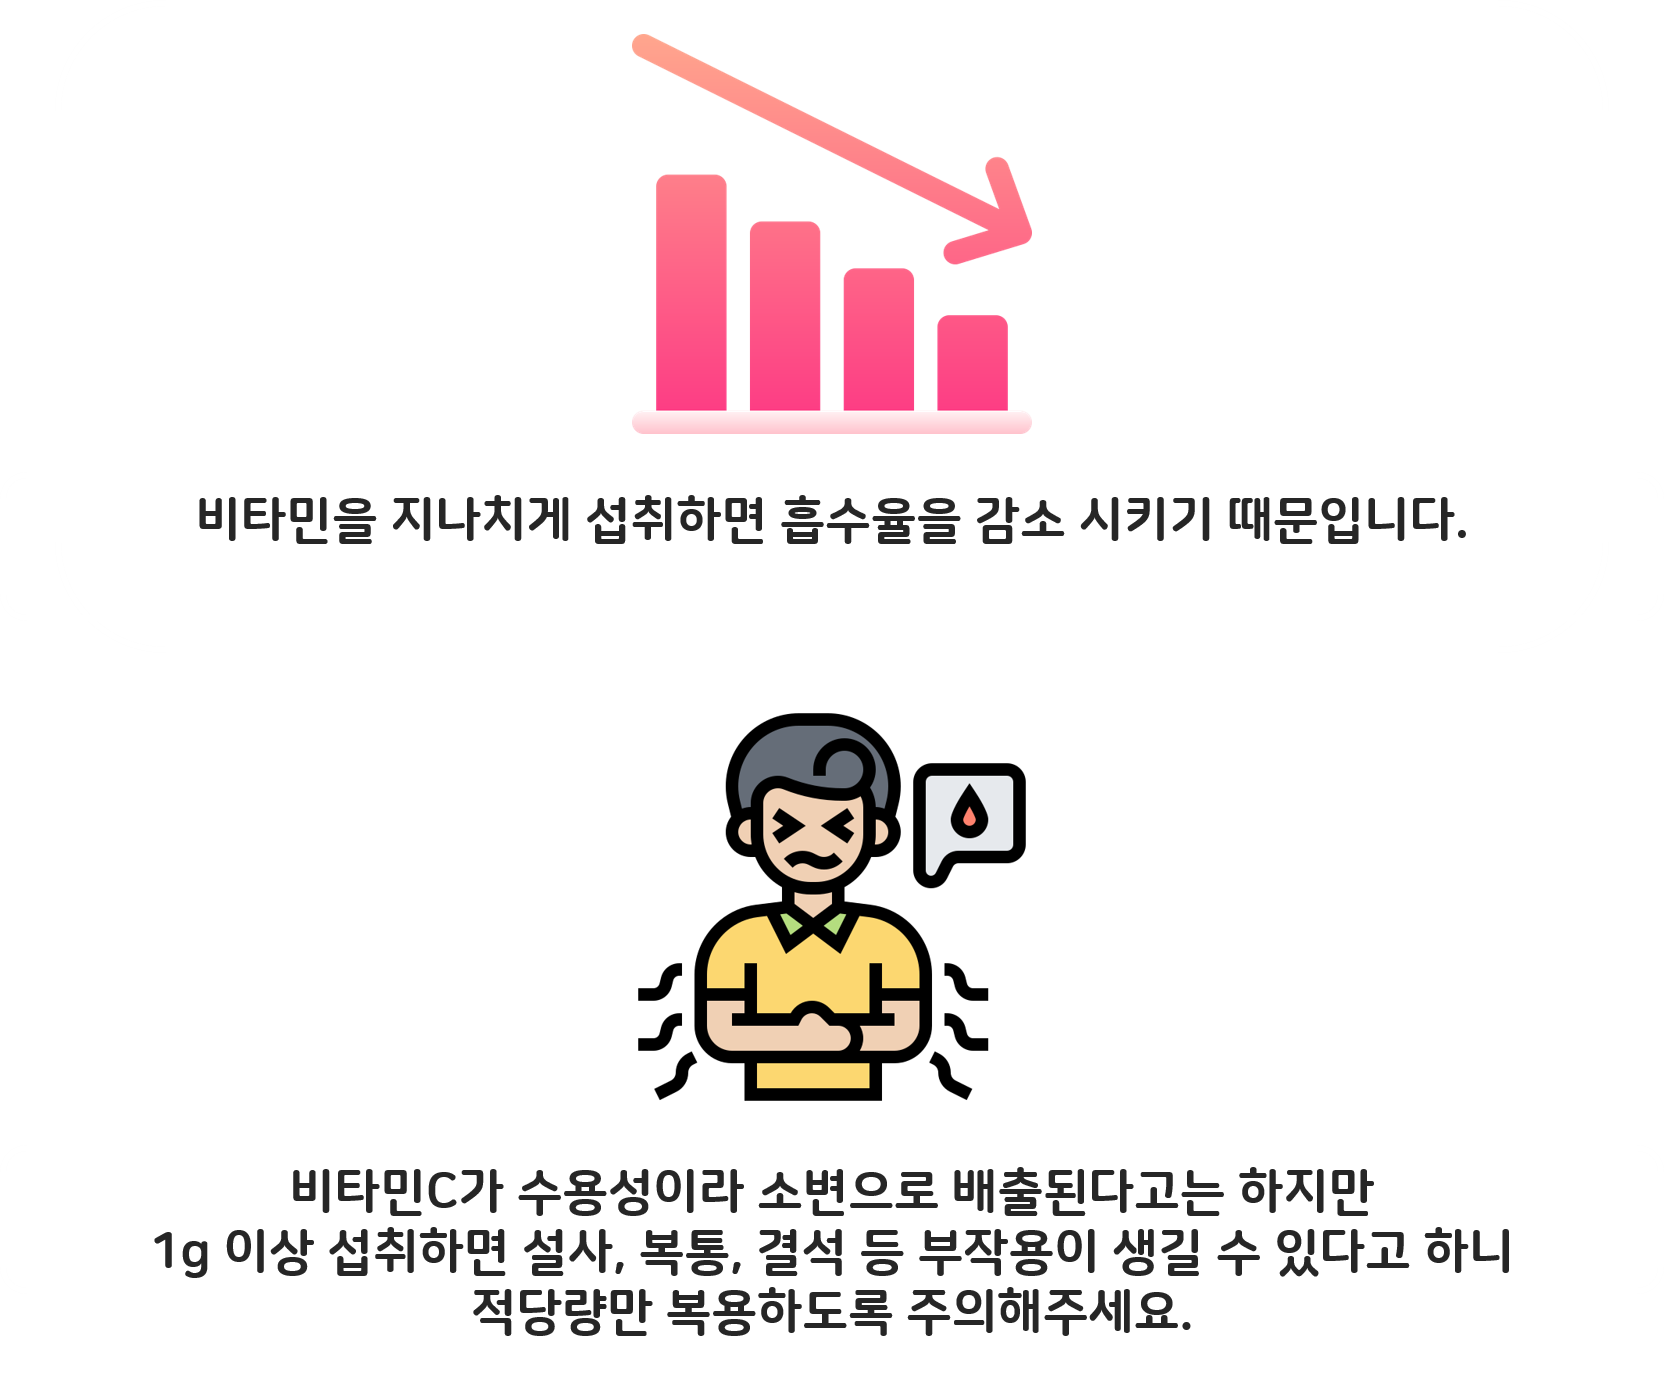 비타민을 지나치게 섭취하면 흡수율을 감소 시키기 때문입니다.
비타민C가 수용성이라 소변으로 배출된다고는 하지만
1g 이상 섭취하면 설사, 복통, 결석 등 부작용이 생길 수 있다고 하니
적당량만 복용하도록 주의해주세요.